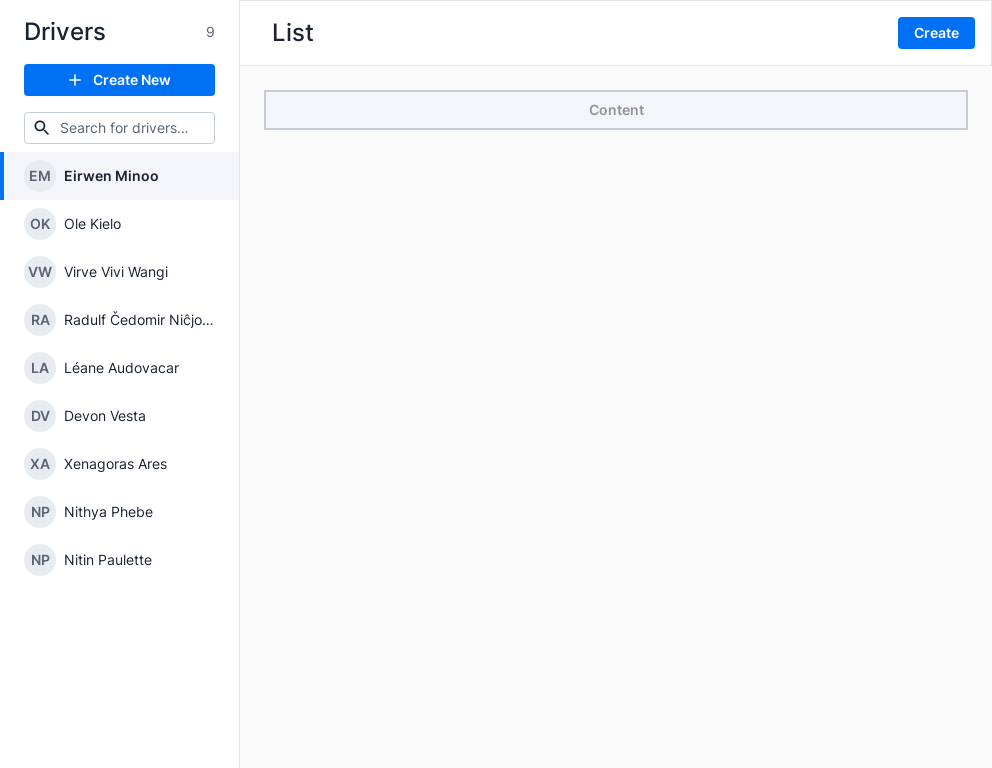 Drivers
9
Create New
Search for drivers...
EM
Eirwen Minoo
OK
Ole Kielo
VW
Virve Vivi Wangi
RA
Radulf Čedomir Niĉjo...
LA
Léane Audovacar
DV
Devon Vesta
XA
Xenagoras Ares
NP
Nithya Phebe
NP
Nitin Paulette
List
Create
Content